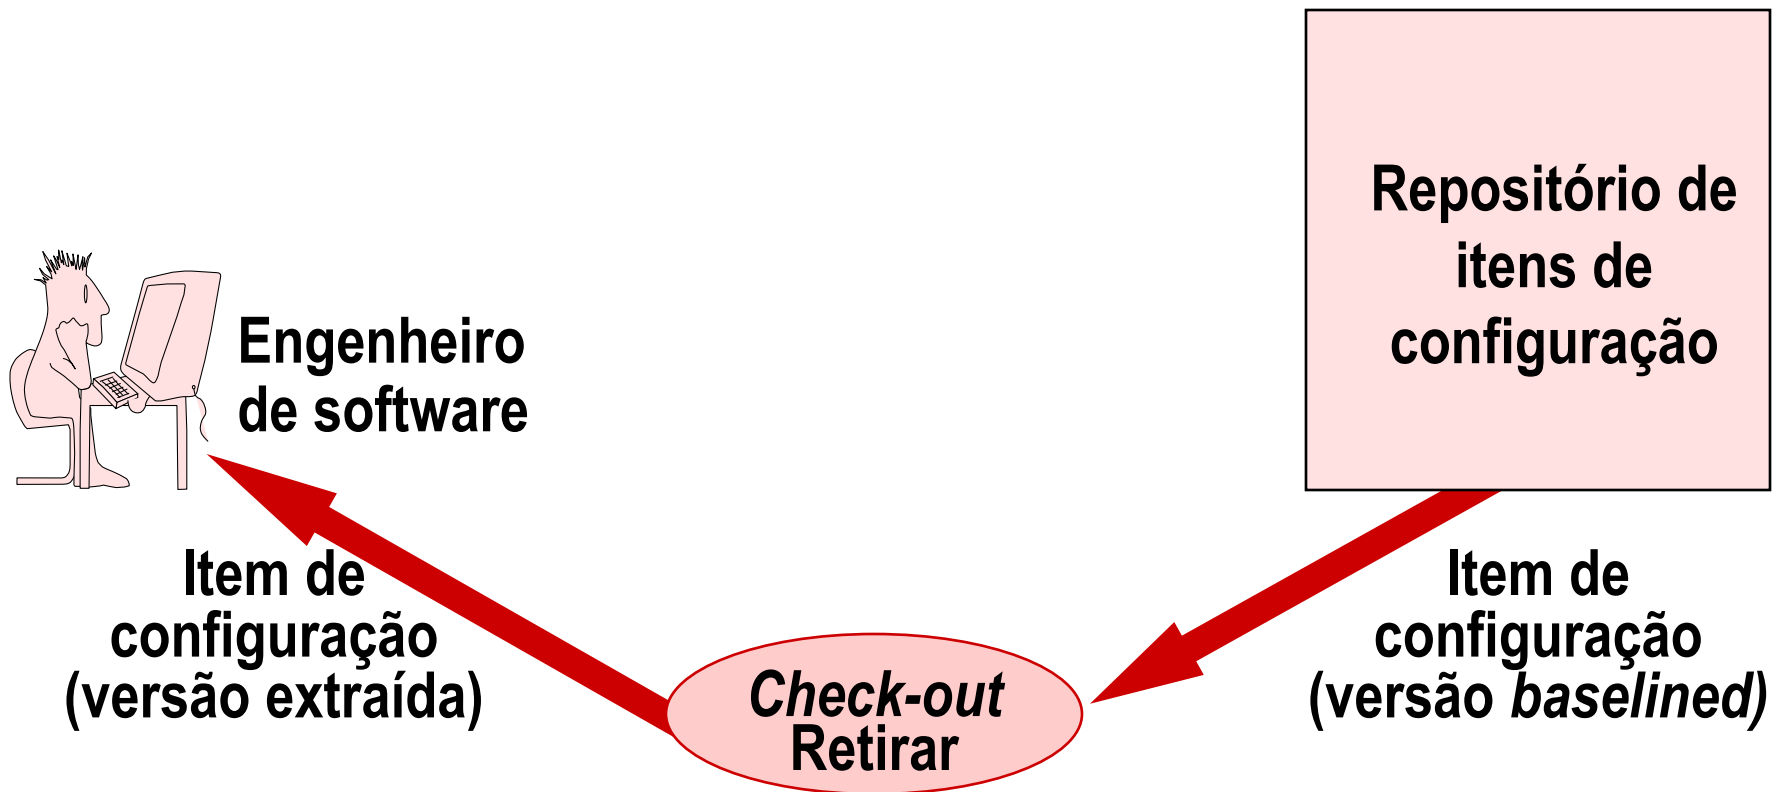 Repositório de
itens de
configuração
Engenheiro
de software
Item de
configuração
(versão extraída)
Check-out
Retirar
Item de
configuração
(versão baselined)